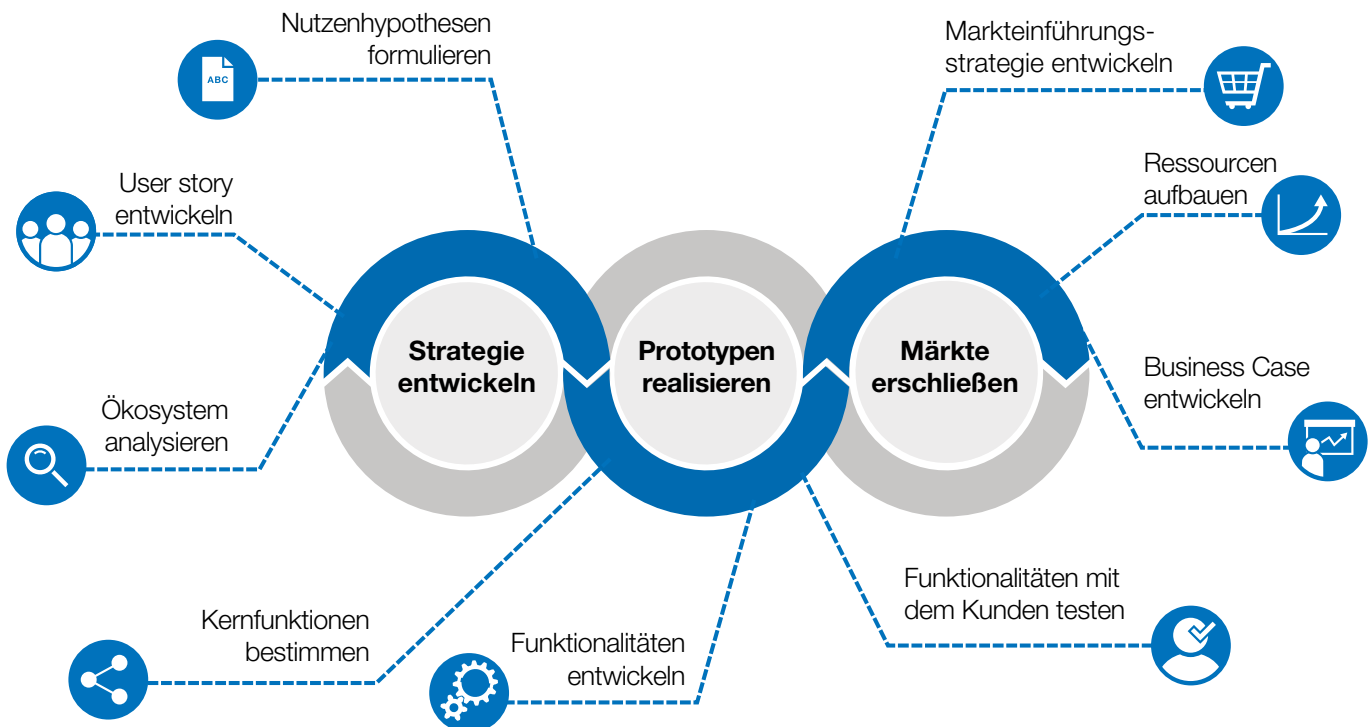 Nutzenhypothesen
formulieren
ABC
User story
entwickeln
Ökosystem
analysieren
Strategie
entwickeln
Prototypen
realisieren
Märkte
erschließen
Kernfunktionen
bestimmen
Funktionalitäten
entwickeln
Funktionalitäten mit
dem Kunden testen
Markteinführungs-
strategie entwickeln
Ressourcen
aufbauen
Business Case
entwickeln